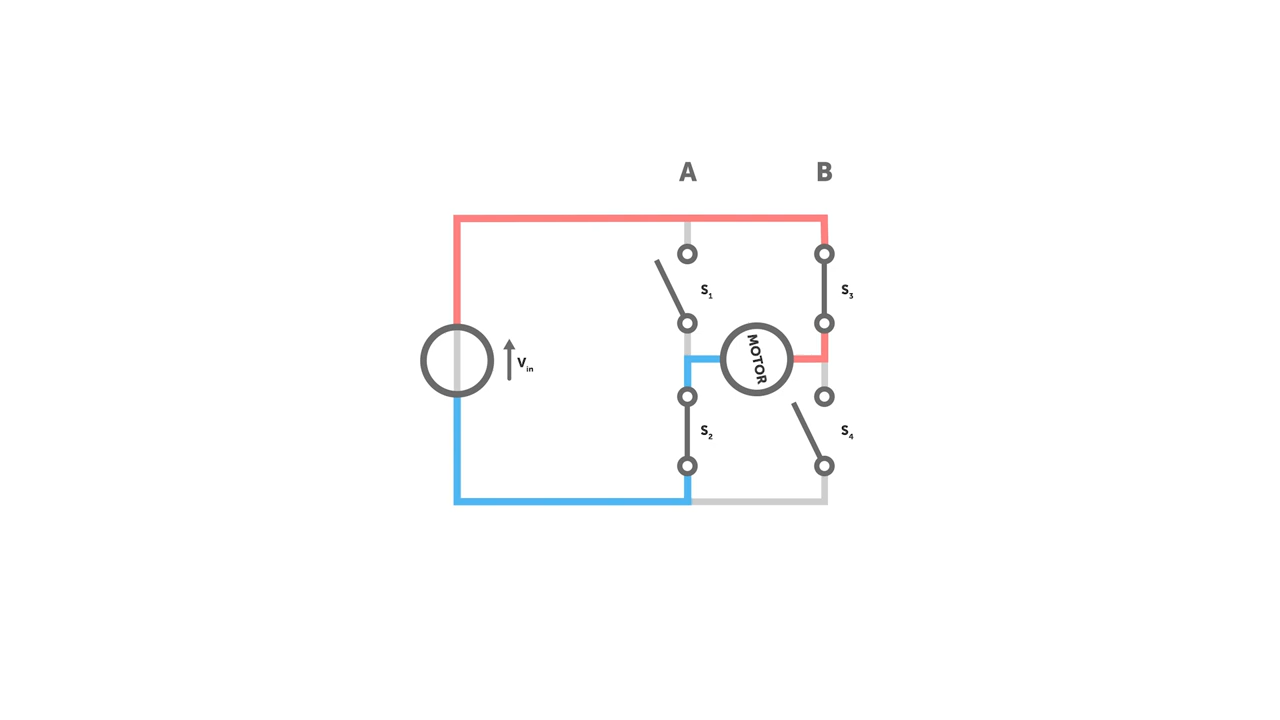 A B
S₁ S₃
MOTOR
Vᵢₙ
S₂ S₄